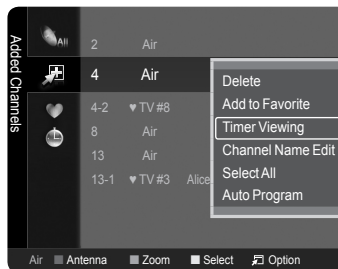 Added Channels
All
2 Air
4 Air
4-2 ♥ TV #8
8 Air
13 Air
13-1 ♥ TV #3 Alice
Delete
Add to Favorite
Timer Viewing
Channel Name Edit
Select All
Auto Program
Air Antenna Zoom Select Option